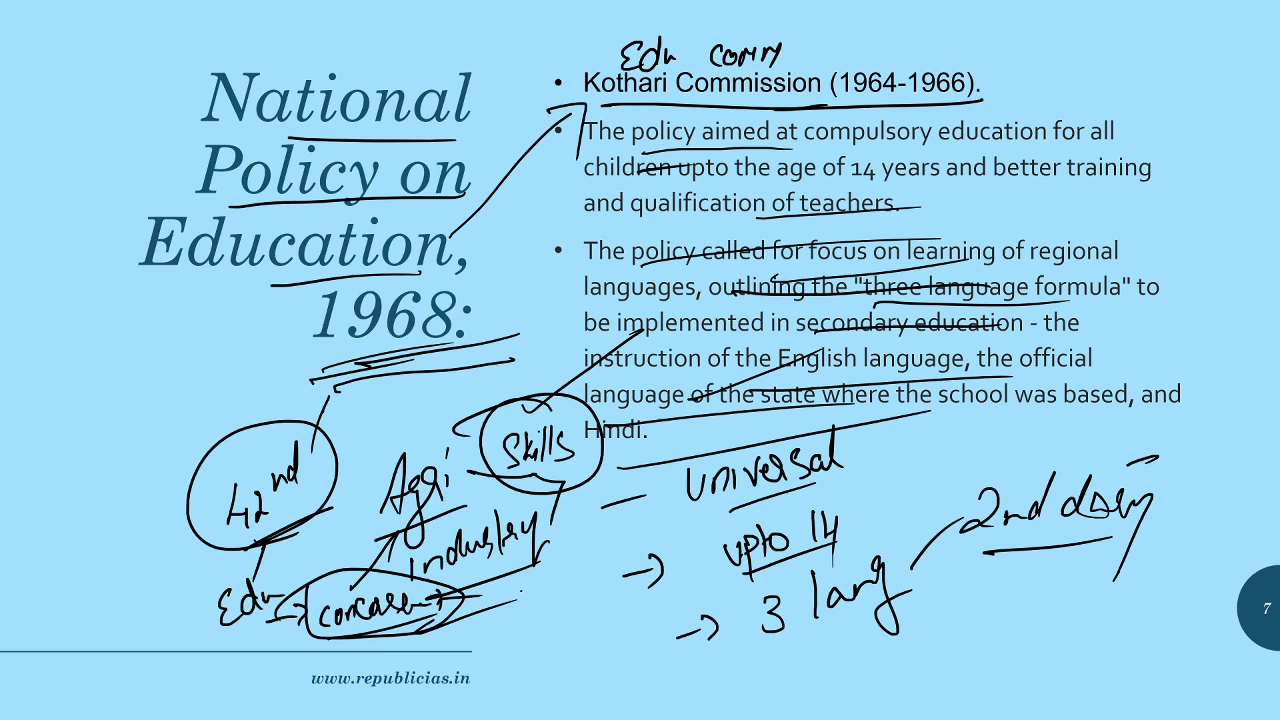 National
Policy on
Education,
1968:
Edu comm
• Kothari Commission (1964-1966).
• The policy aimed at compulsory education for all
children upto the age of 14 years and better training
and qualification of teachers.
• The policy called for focus on learning of regional
languages, outlining the "three language formula" to
be implemented in secondary education - the
instruction of the English language, the official
language of the state where the school was based, and
Hindi.
42nd
Edu
Agri
industry
Skills
universal
upto 14
3 lang
2nd
www.republicias.in
7